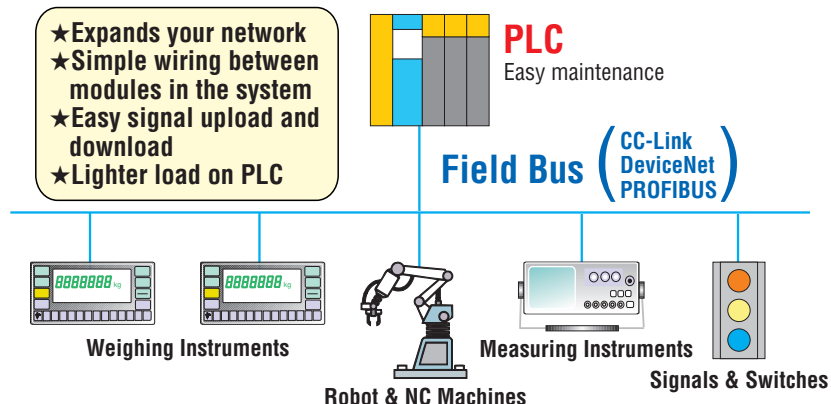 ★Expands your network
★Simple wiring between
modules in the system
★Easy signal upload and
download
★Lighter load on PLC
PLC
Easy maintenance
Field Bus
(CC-Link
DeviceNet
PROFIBUS)
8888888 kg
8888888 kg
Weighing Instruments
Robot & NC Machines
Measuring Instruments
Signals & Switches